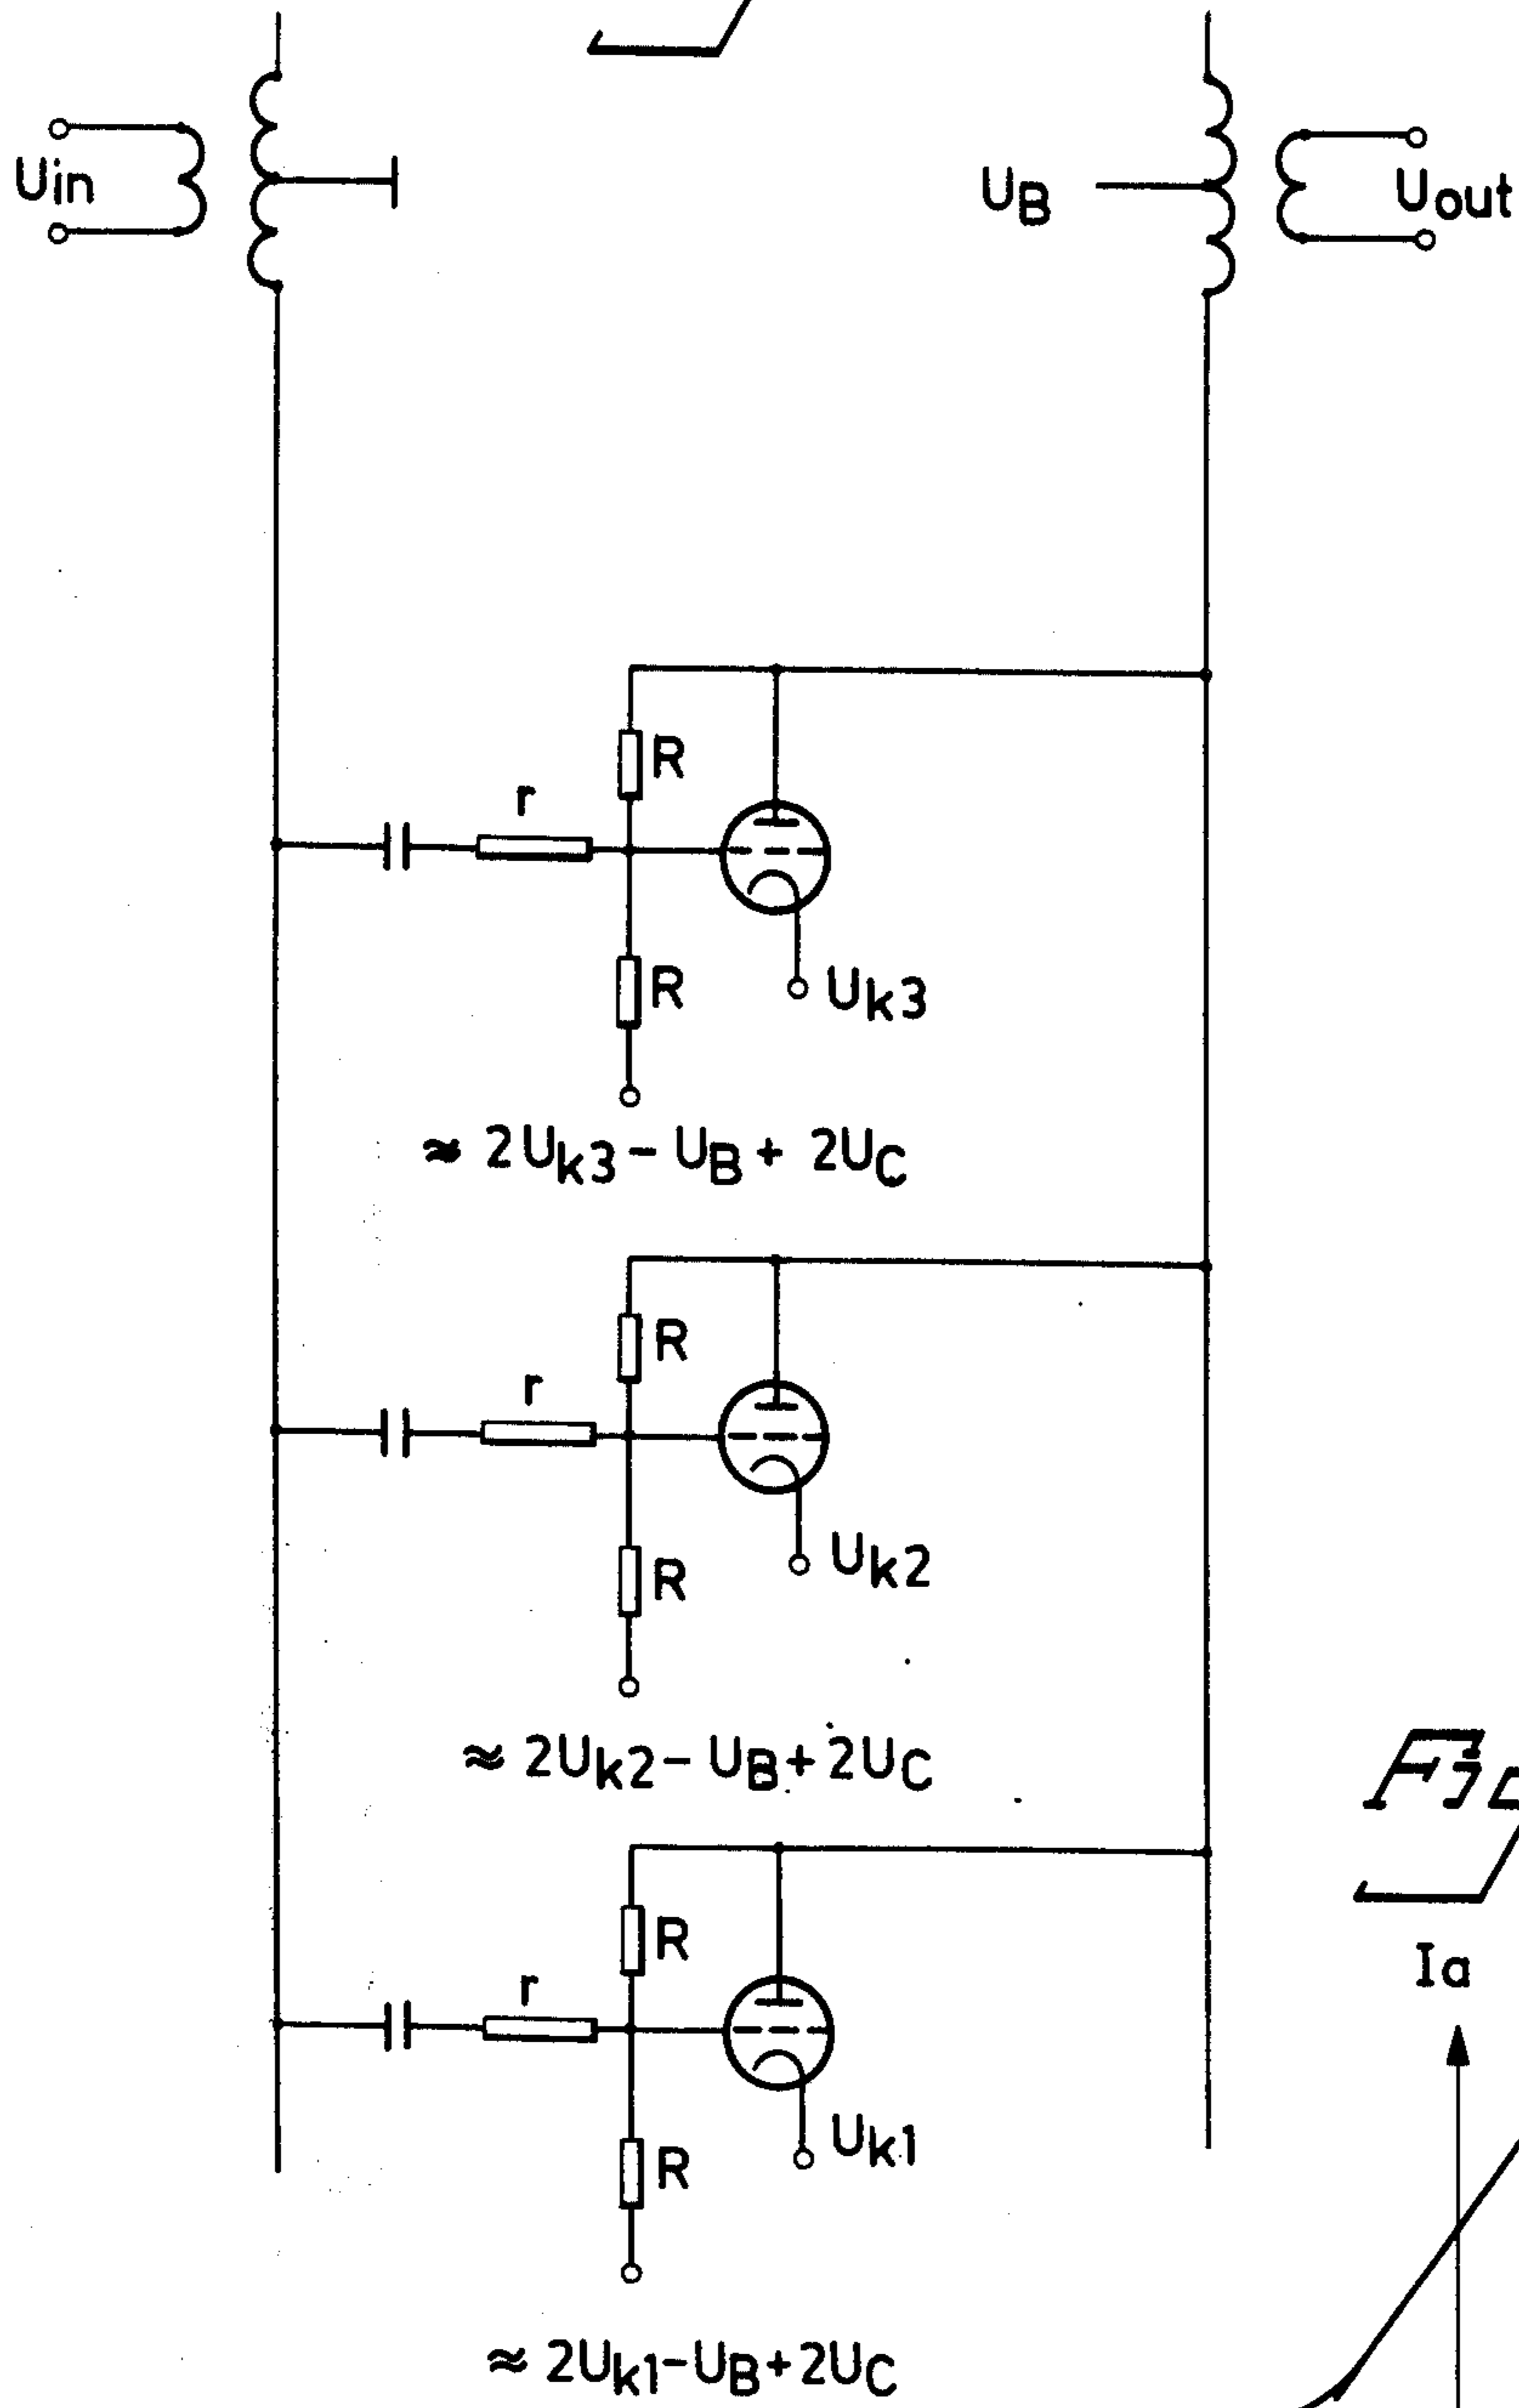 Uin
UB
Uout
R
r
R
Uk3
≈ 2Uk3 - UB + 2UC
R
r
R
Uk2
≈ 2Uk2 - UB + 2UC
R
r
Ia
R
Uk1
≈ 2Uk1 - UB + 2UC